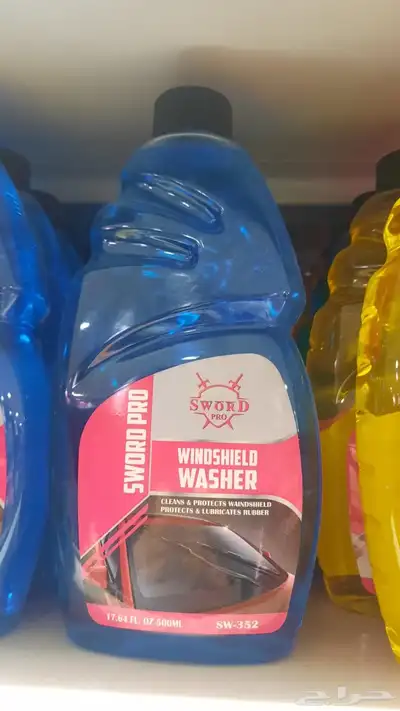 SWORD
PRO
SWORD PRO
WINDSHIELD
WASHER
CLEANS & PROTECTS WAINDSHIELD
PROTECTS & LUBRICATES RUBBER
17.64 FL. OZ-500ML
SW-352
حراج